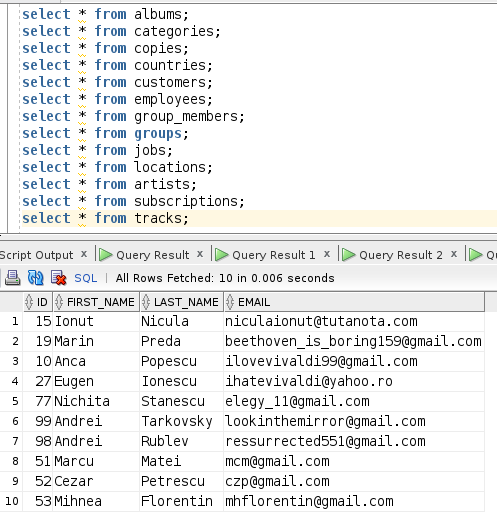 select * from albums;
select * from categories;
select * from copies;
select * from countries;
select * from customers;
select * from employees;
select * from group_members;
select * from groups;
select * from jobs;
select * from locations;
select * from artists;
select * from subscriptions;
select * from tracks;
Script Output x Query Result x Query Result 1 x Query Result 2 x Qu
SQL | All Rows Fetched: 10 in 0.006 seconds
ID FIRST_NAME LAST_NAME EMAIL
1 15 Ionut Nicula niculaionut@tutanota.com
2 19 Marin Preda beethoven_is_boring159@gmail.com
3 10 Anca Popescu ilovevivaldi99@gmail.com
4 27 Eugen Ionescu ihatevivaldi@yahoo.ro
5 77 Nichita Stanescu elegy_11@gmail.com
6 99 Andrei Tarkovsky lookinthemirror@gmail.com
7 98 Andrei Rublev ressurrected551@gmail.com
8 51 Marcu Matei mcm@gmail.com
9 52 Cezar Petrescu czp@gmail.com
10 53 Mihnea Florentin mhflorentin@gmail.com